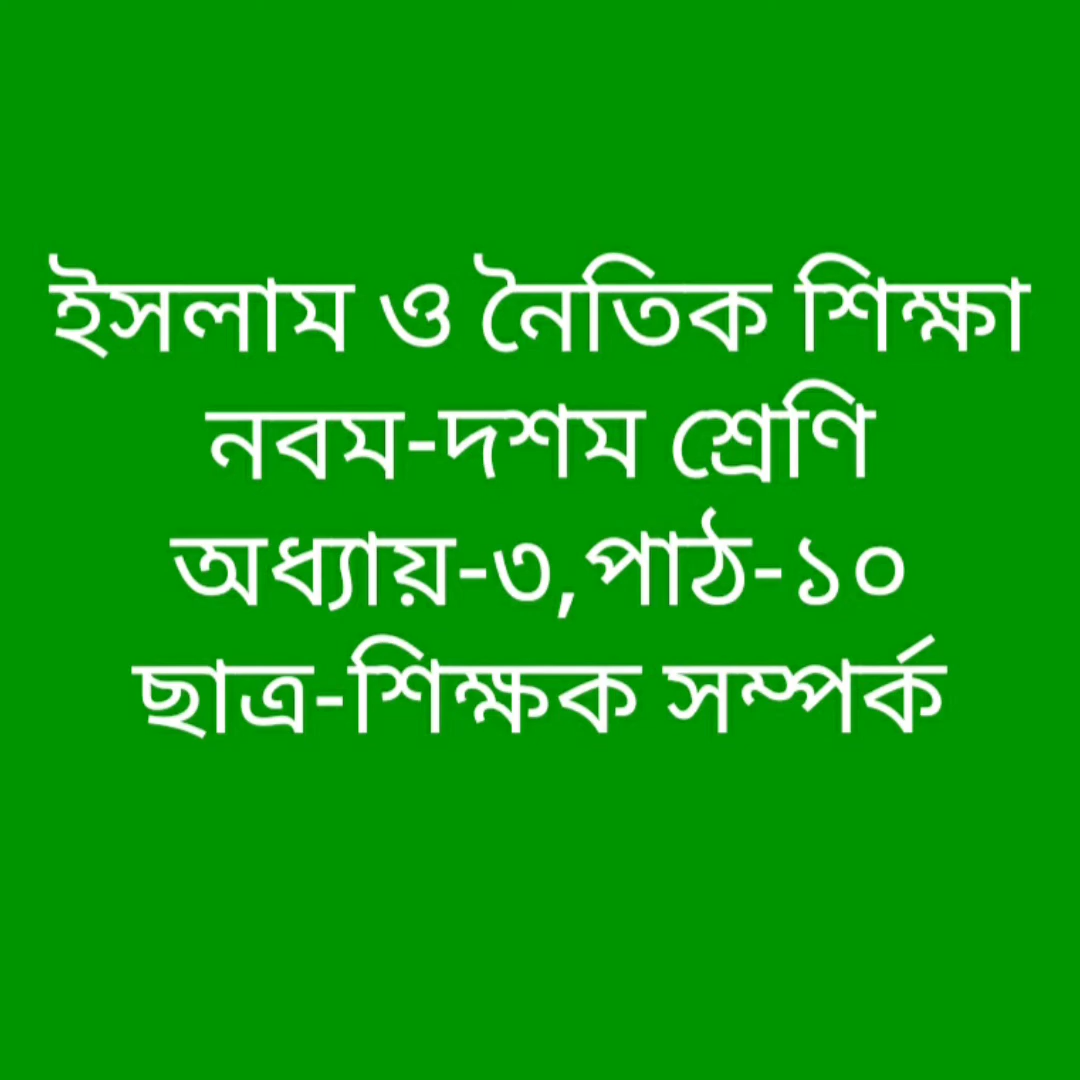 ইসলাম ও নৈতিক শিক্ষা
নবম-দশম শ্রেণি
অধ্যায়-৩,পাঠ-১০
ছাত্র-শিক্ষক সম্পর্ক